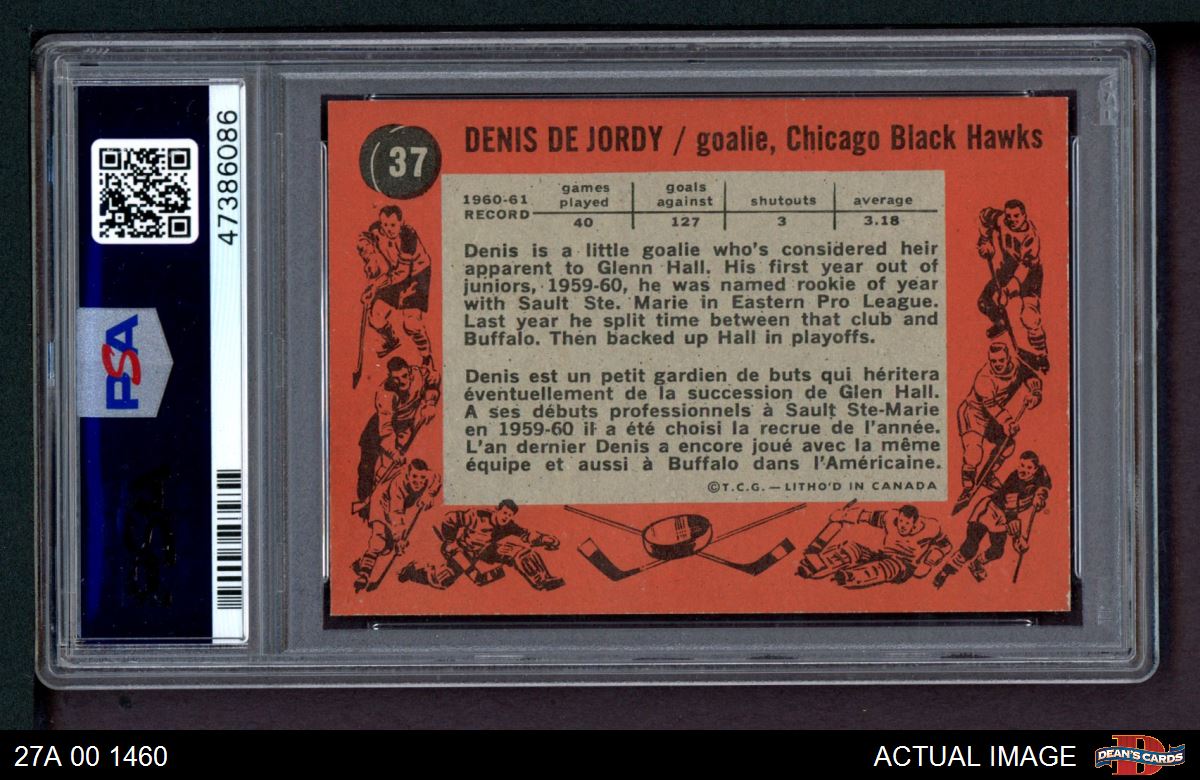 47386086
PSA
37
DENIS DE JORDY / goalie, Chicago Black Hawks
1960-61 RECORD
games played
goals against
shutouts
average
40 127 3 3.18
Denis is a little goalie who's considered heir
apparent to Glenn Hall. His first year out of
juniors, 1959-60, he was named rookie of year
with Sault Ste. Marie in Eastern Pro League.
Last year he split time between that club and
Buffalo. Then backed up Hall in playoffs.
Denis est un petit gardien de buts qui héritera
éventuellement de la succession de Glen Hall.
A ses débuts professionnels à Sault Ste-Marie
en 1959-60 il a été choisi la recrue de l'année.
L'an dernier Denis a encore joué avec la même
équipe et aussi à Buffalo dans l'Américaine.
©T.C.G.—LITHO'D IN CANADA
PSA
27A 00 1460
ACTUAL IMAGE
DEAN'S CARDS